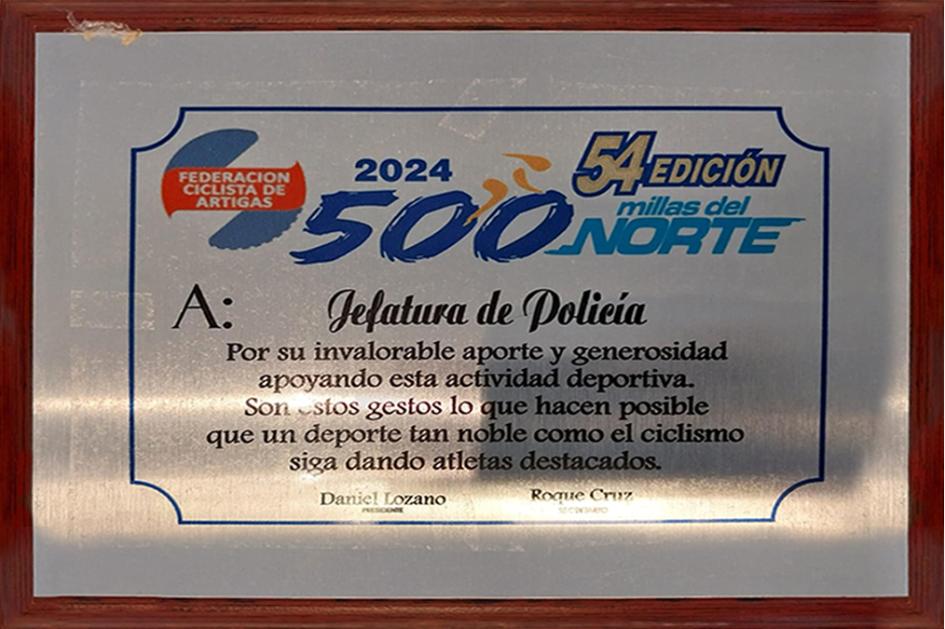 FEDERACION
CICLISTA DE
ARTIGAS
2024
500
54 EDICIÓN
millas del
NORTE
A: Jefatura de Policía
Por su invalorable aporte y generosidad
apoyando esta actividad deportiva.
Son estos gestos lo que hacen posible
que un deporte tan noble como el ciclismo
siga dando atletas destacados.
Daniel Lozano
PRESIDENTE
Roque Cruz
SECRETARIO